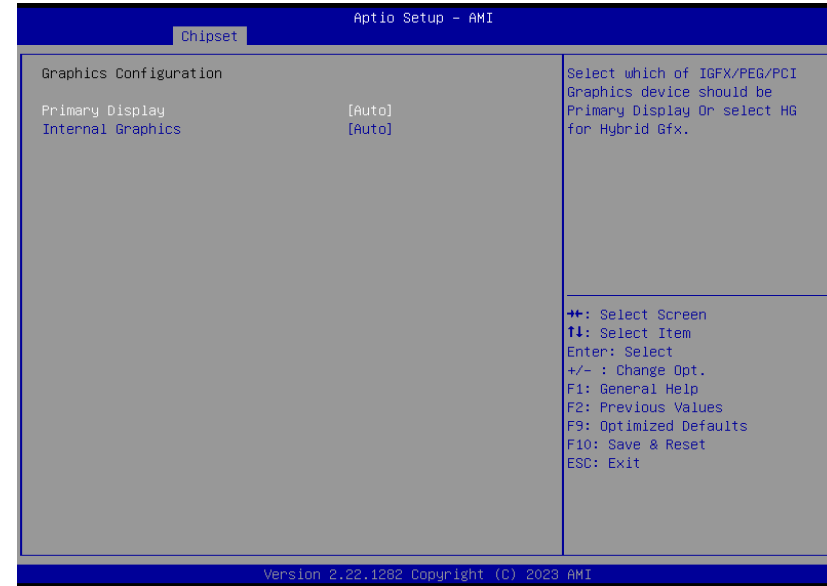 Aptio Setup – AMI
Chipset
Graphics Configuration
Primary Display [Auto]
Internal Graphics [Auto]
Select which of IGFX/PEG/PCI
Graphics device should be
Primary Display Or select HG
for Hybrid Gfx.
→←: Select Screen
↑↓: Select Item
Enter: Select
+/- : Change Opt.
F1: General Help
F2: Previous Values
F9: Optimized Defaults
F10: Save & Reset
ESC: Exit
Version 2.22.1282 Copyright (C) 2023 AMI